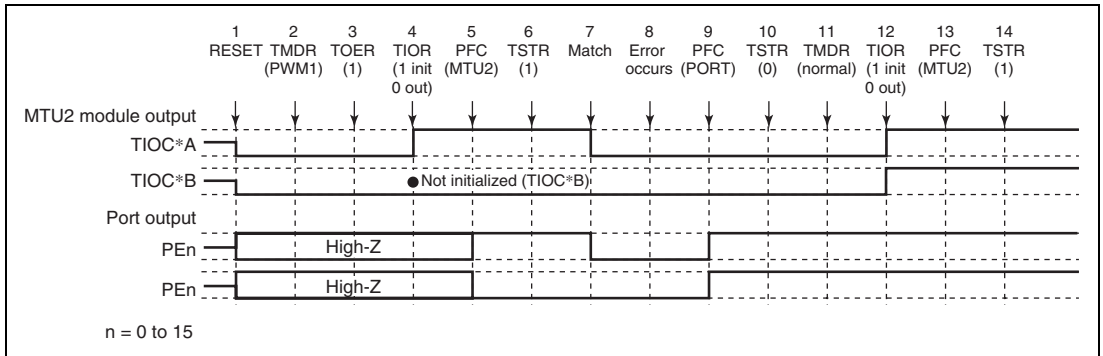 1 2 3 4 5 6 7 8 9 10 11 12 13 14
RESET TMDR TOER TIOR PFC TSTR Match Error PFC TSTR TMDR TIOR PFC TSTR
(PWM1) (1) (1 init (MTU2) (1) occurs (PORT) (0) (normal) (1 init (MTU2) (1)
0 out) 0 out)
MTU2 module output
TIOC*A
TIOC*B
Not initialized (TIOC*B)
Port output
PEn
High-Z
PEn
High-Z
n = 0 to 15